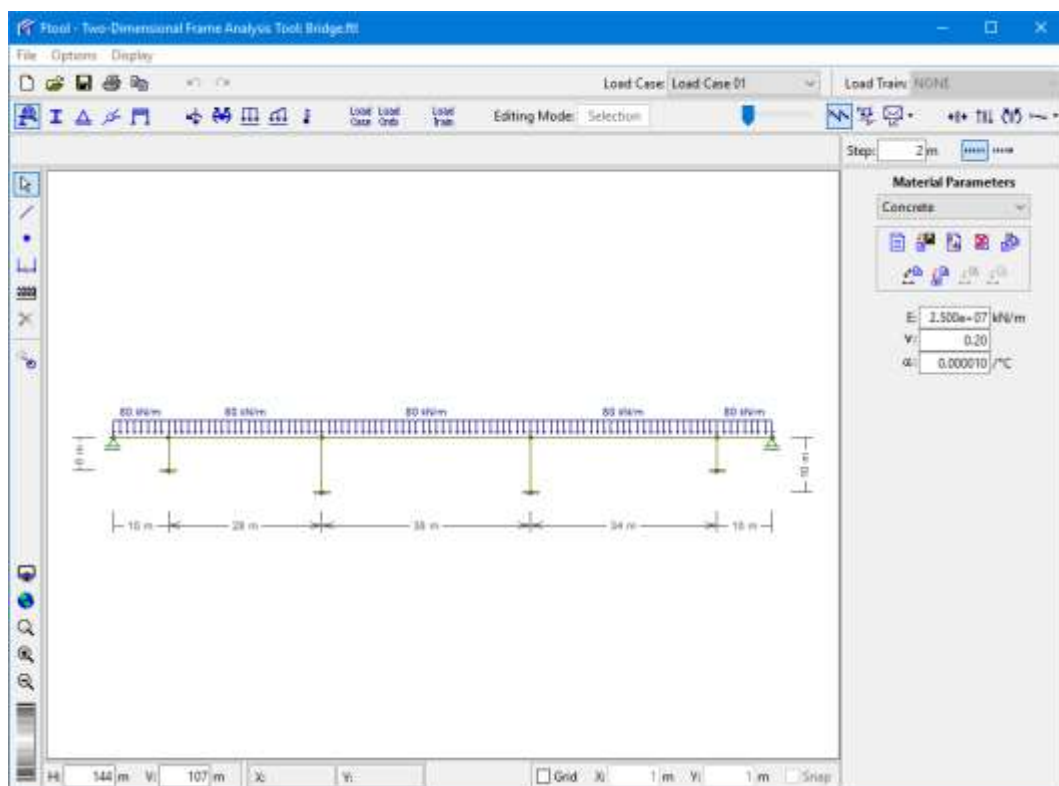 Ftool - Two-Dimensional Frame Analysis Tool: Bridge.ftl
File Options Display
Load Case: Load Case 01 Load Train: NONE
Load Case Load Cmb Load Train Editing Mode: Selection
Step: 2 m
Material Parameters
Concrete
E: 2.500e+07 kN/m
ν: 0.20
α: 0.000010 /°C
80 kN/m 80 kN/m 80 kN/m 80 kN/m 80 kN/m
6 m 10 m
10 m 28 m 38 m 34 m 10 m
H: 144 m V: 107 m X: Y: Grid X: 1 m Y: 1 m Snap